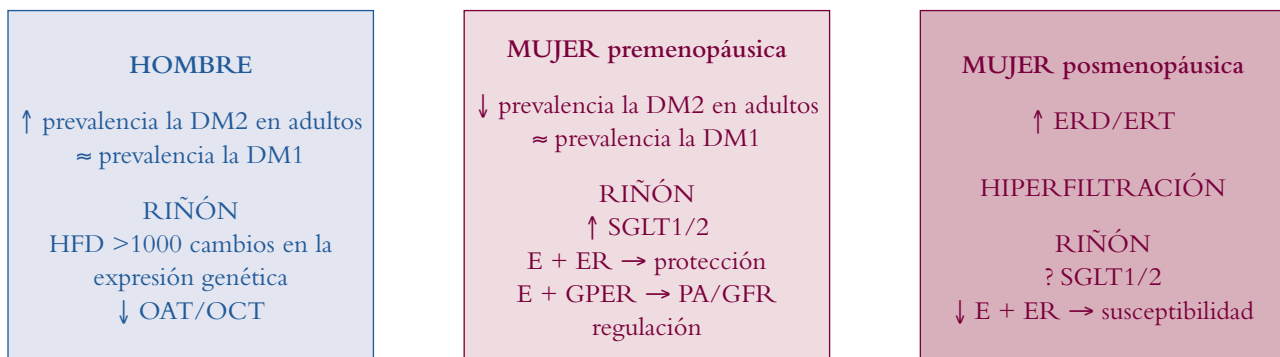 HOMBRE
↑ prevalencia la DM2 en adultos
≈ prevalencia la DM1
RIÑÓN
HFD >1000 cambios en la
expresión genética
↓ OAT/OCT
MUJER premenopáusica
↓ prevalencia la DM2 en adultos
≈ prevalencia la DM1
RIÑÓN
↑ SGLT1/2
E + ER → protección
E + GPER → PA/GFR
regulación
MUJER posmenopáusica
↑ ERD/ERT
HIPERFILTRACIÓN
RIÑÓN
? SGLT1/2
↓ E + ER → susceptibilidad